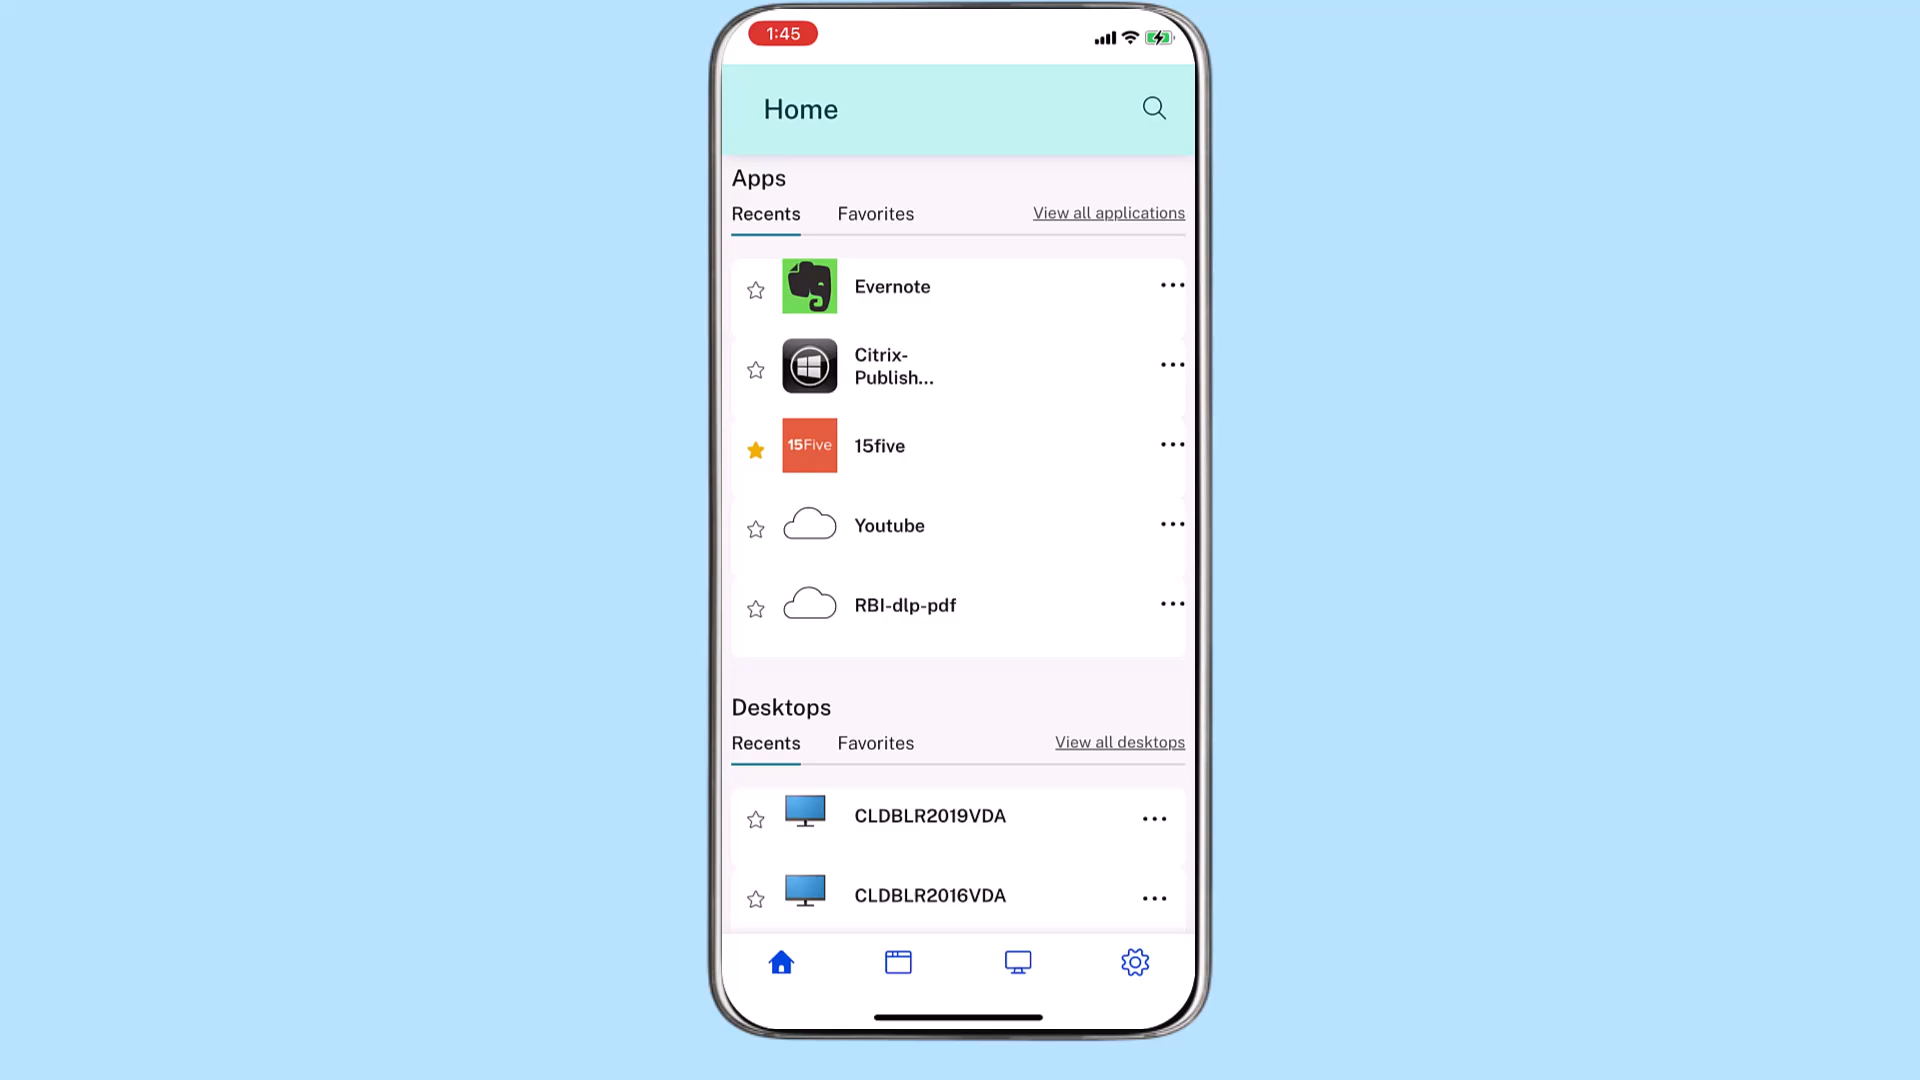 1:45
Home
Apps
Recents Favorites View all applications
Evernote
Citrix-
Publish...
15Five 15five
Youtube
RBI-dlp-pdf
Desktops
Recents Favorites View all desktops
CLDBLR2019VDA
CLDBLR2016VDA